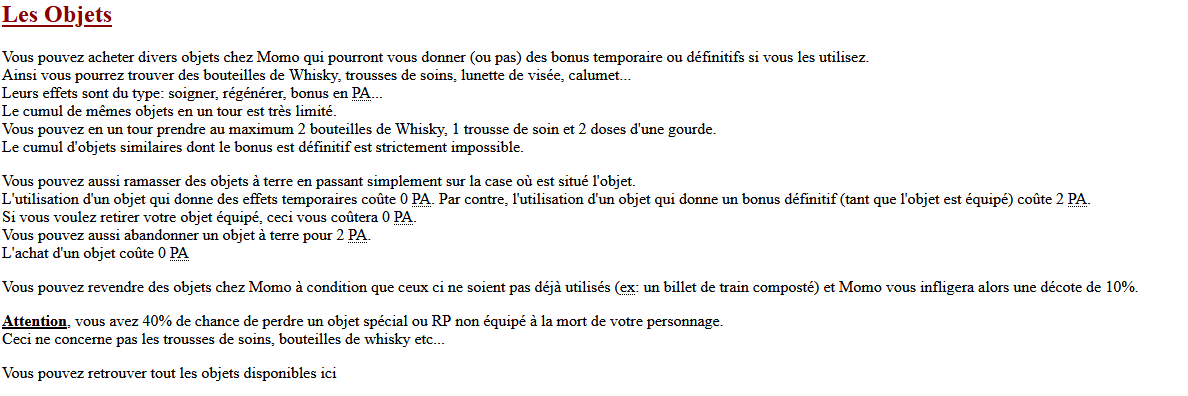 Les Objets
Vous pouvez acheter divers objets chez Momo qui pourront vous donner (ou pas) des bonus temporaire ou définitifs si vous les utilisez.
Ainsi vous pourrez trouver des bouteilles de Whisky, trousses de soins, lunette de visée, calumet...
Leurs effets sont du type: soigner, régénérer, bonus en PA...
Le cumul de mêmes objets en un tour est très limité.
Vous pouvez en un tour prendre au maximum 2 bouteilles de Whisky, 1 trousse de soin et 2 doses d'une gourde.
Le cumul d'objets similaires dont le bonus est définitif est strictement impossible.
Vous pouvez aussi ramasser des objets à terre en passant simplement sur la case où est situé l'objet.
L'utilisation d'un objet qui donne des effets temporaires coûte 0 PA. Par contre, l'utilisation d'un objet qui donne un bonus définitif (tant que l'objet est équipé) coûte 2 PA.
Si vous voulez retirer votre objet équipé, ceci vous coûtera 0 PA.
Vous pouvez aussi abandonner un objet à terre pour 2 PA.
L'achat d'un objet coûte 0 PA
Vous pouvez revendre des objets chez Momo à condition que ceux ci ne soient pas déjà utilisés (ex: un billet de train composté) et Momo vous infligera alors une décote de 10%.
Attention, vous avez 40% de chance de perdre un objet spécial ou RP non équipé à la mort de votre personnage.
Ceci ne concerne pas les trousses de soins, bouteilles de whisky etc...
Vous pouvez retrouver tout les objets disponibles ici